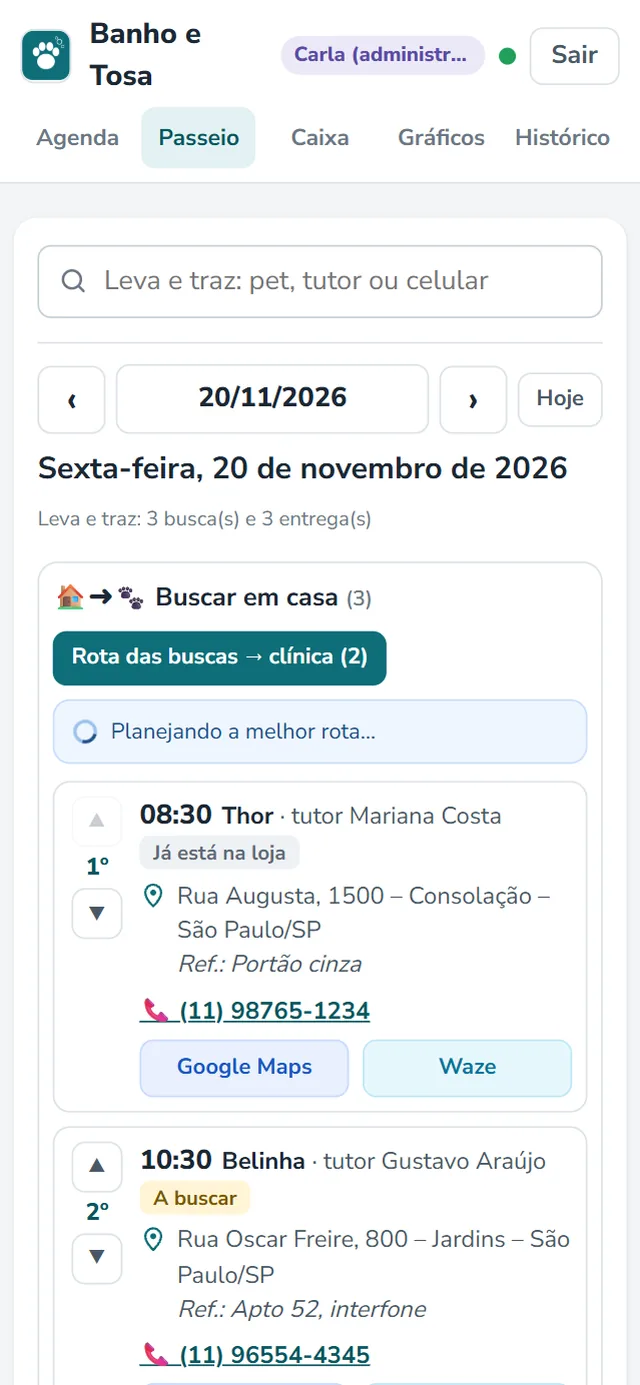 Banho e
Tosa
Carla (administr...
Sair
Agenda
Passeio
Caixa
Gráficos
Histórico
Leva e traz: pet, tutor ou celular
‹
20/11/2026
›
Hoje
Sexta-feira, 20 de novembro de 2026
Leva e traz: 3 busca(s) e 3 entrega(s)
Buscar em casa (3)
Rota das buscas → clínica (2)
Planejando a melhor rota...
08:30 Thor · tutor Mariana Costa
Já está na loja
1º
Rua Augusta, 1500 – Consolação –
São Paulo/SP
Ref.: Portão cinza
(11) 98765-1234
Google Maps
Waze
10:30 Belinha · tutor Gustavo Araújo
A buscar
2º
Rua Oscar Freire, 800 – Jardins – São
Paulo/SP
Ref.: Apto 52, interfone
(11) 96554-4345